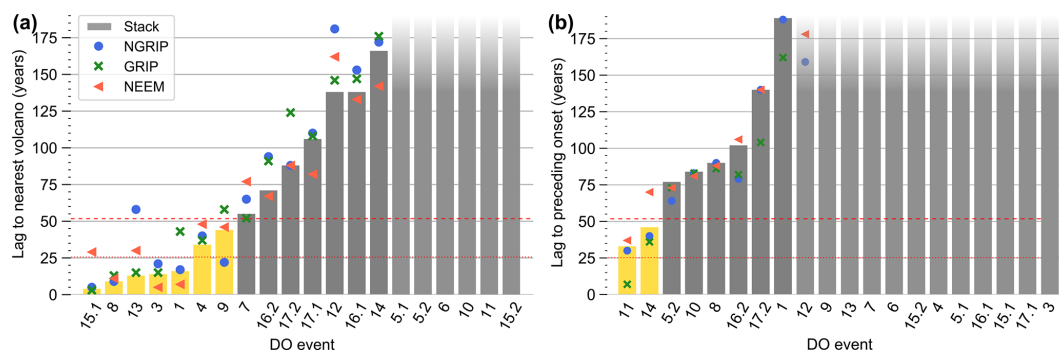 (a)
Lag to nearest volcano (years)
175
150
125
100
75
50
25
0
Stack
NGRIP
GRIP
NEEM
15.1 8 13 3 1 4 9 7 16.2 17.2 17.1 12 16.1 14 5.1 5.2 6 10 11 15.2
DO event
(b)
Lag to preceding onset (years)
175
150
125
100
75
50
25
0
11 14 5.2 10 8 16.2 17.2 1 12 9 13 7 6 15.2 4 5.1 16.1 15.1 17.1 3
DO event